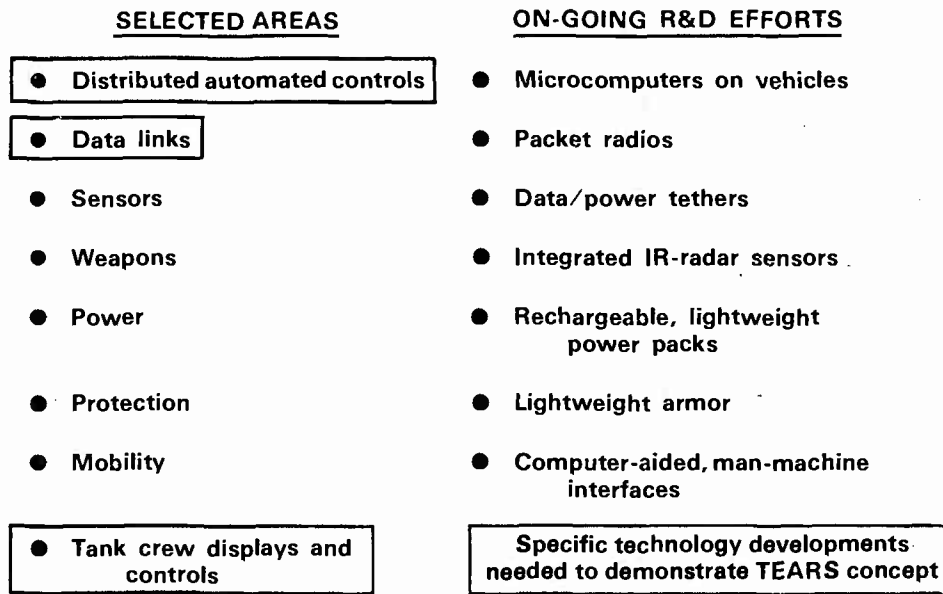 SELECTED AREAS
● Distributed automated controls
● Data links
● Sensors
● Weapons
● Power
● Protection
● Mobility
● Tank crew displays and
controls
ON-GOING R&D EFFORTS
● Microcomputers on vehicles
● Packet radios
● Data/power tethers
● Integrated IR-radar sensors
● Rechargeable, lightweight
power packs
● Lightweight armor
● Computer-aided, man-machine
interfaces
Specific technology developments
needed to demonstrate TEARS concept